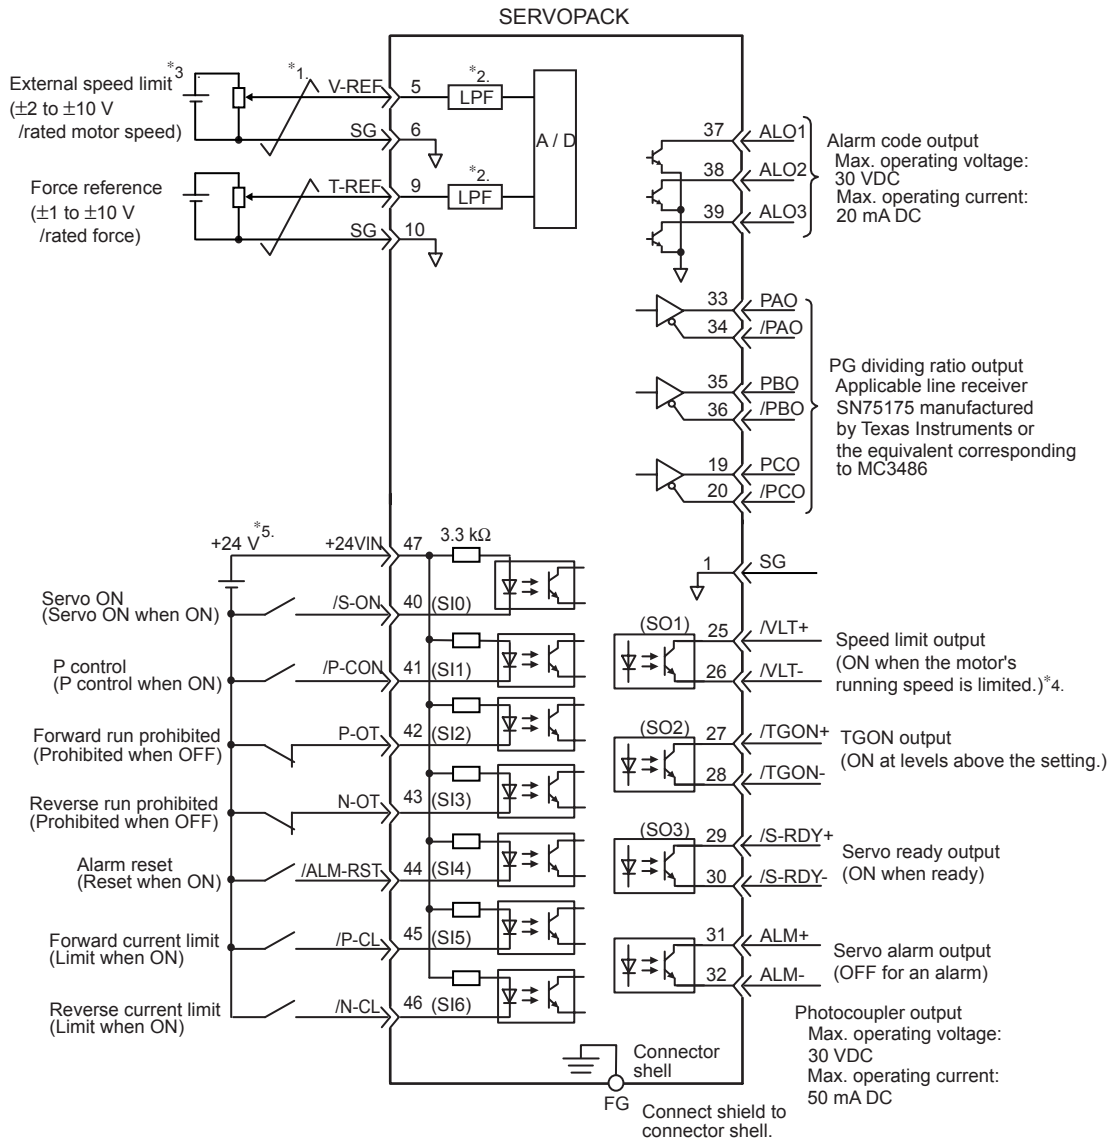 SERVOPACK
External speed limit*3
(±2 to ±10 V
/rated motor speed)
*1.
V-REF
5
*2.
LPF
SG
6
A / D
Force reference
(±1 to ±10 V
/rated force)
T-REF
9
*2.
LPF
SG
10
37
ALO1
38
ALO2
39
ALO3
Alarm code output
Max. operating voltage:
30 VDC
Max. operating current:
20 mA DC
33
PAO
34
/PAO
35
PBO
36
/PBO
19
PCO
20
/PCO
PG dividing ratio output
Applicable line receiver
SN75175 manufactured
by Texas Instruments or
the equivalent corresponding
to MC3486
+24 V*5.
+24VIN
47
3.3 kΩ
1
SG
Servo ON
(Servo ON when ON)
/S-ON
40
(SI0)
P control
(P control when ON)
/P-CON
41
(SI1)
Forward run prohibited
(Prohibited when OFF)
P-OT
42
(SI2)
Reverse run prohibited
(Prohibited when OFF)
N-OT
43
(SI3)
Alarm reset
(Reset when ON)
/ALM-RST
44
(SI4)
Forward current limit
(Limit when ON)
/P-CL
45
(SI5)
Reverse current limit
(Limit when ON)
/N-CL
46
(SI6)
(SO1)
25
/VLT+
26
/VLT-
Speed limit output
(ON when the motor's
running speed is limited.)*4.
(SO2)
27
/TGON+
28
/TGON-
TGON output
(ON at levels above the setting.)
(SO3)
29
/S-RDY+
30
/S-RDY-
Servo ready output
(ON when ready)
31
ALM+
32
ALM-
Servo alarm output
(OFF for an alarm)
Photocoupler output
Max. operating voltage:
30 VDC
Max. operating current:
50 mA DC
Connector
shell
FG
Connect shield to
connector shell.